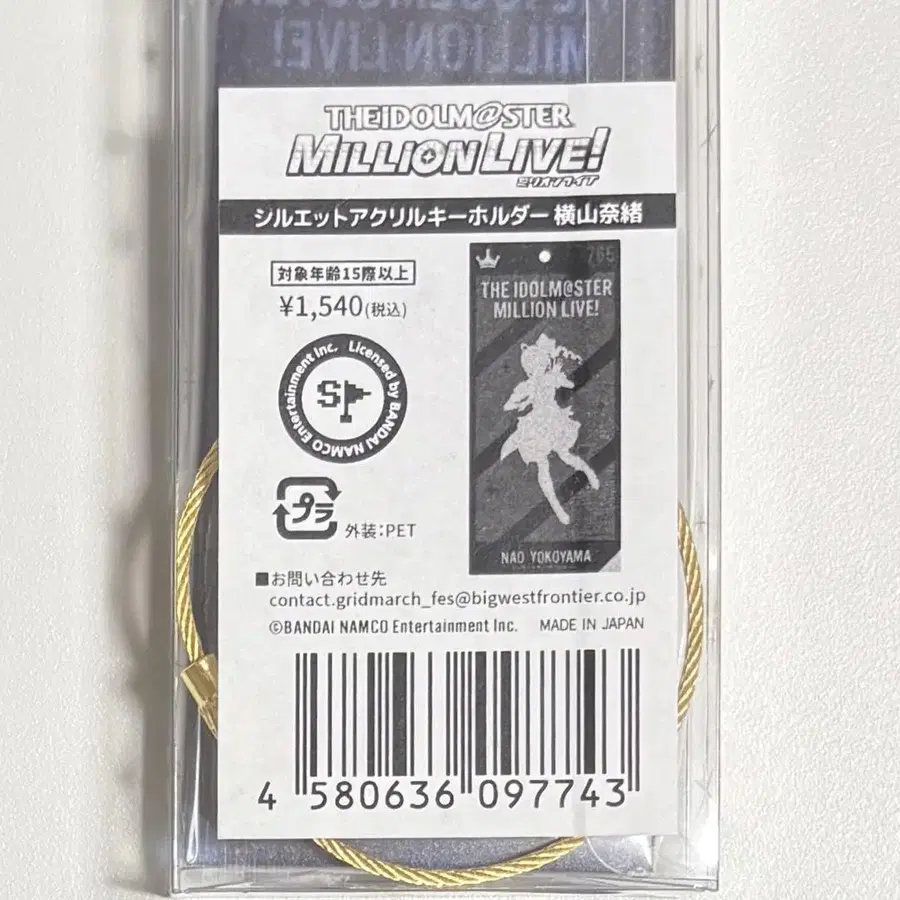 MILLION LIVE!
THE IDOLM@STER
MILLION LIVE!
ミリオンライブ
シルエットアクリルキーホルダー 横山奈緒
対象年齢15際以上
¥1,540(税込)
Licensed by BANDAI NAMCO Entertainment Inc.
S
プラ
外装:PET
765
THE IDOLM@STER
MILLION LIVE!
NAO YOKOYAMA
■お問い合わせ先
contact.gridmarch_fes@bigwestfrontier.co.jp
©BANDAI NAMCO Entertainment Inc. MADE IN JAPAN
4 580636 097743